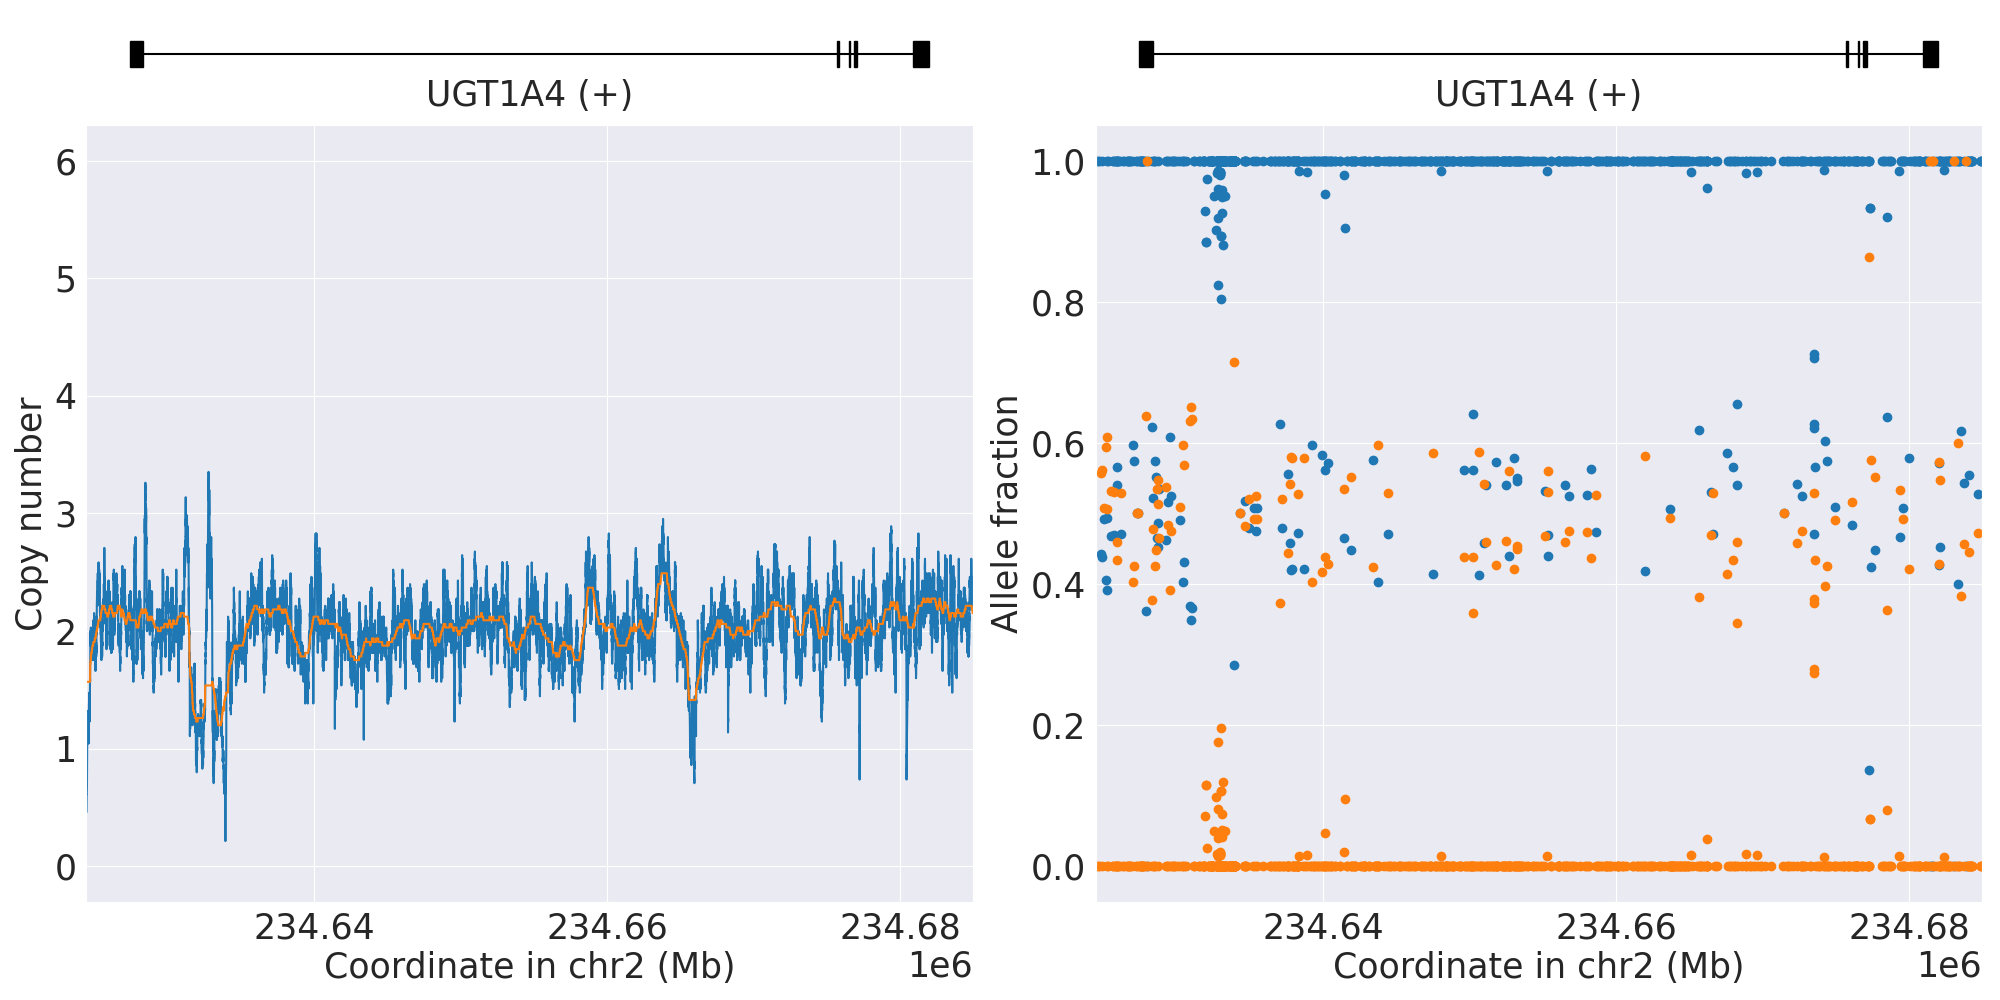 UGT1A4 (+)
6
5
4
3
2
1
0
Copy number
234.64 234.66 234.68
1e6
Coordinate in chr2 (Mb)
UGT1A4 (+)
1.0
0.8
0.6
0.4
0.2
0.0
Allele fraction
234.64 234.66 234.68
1e6
Coordinate in chr2 (Mb)